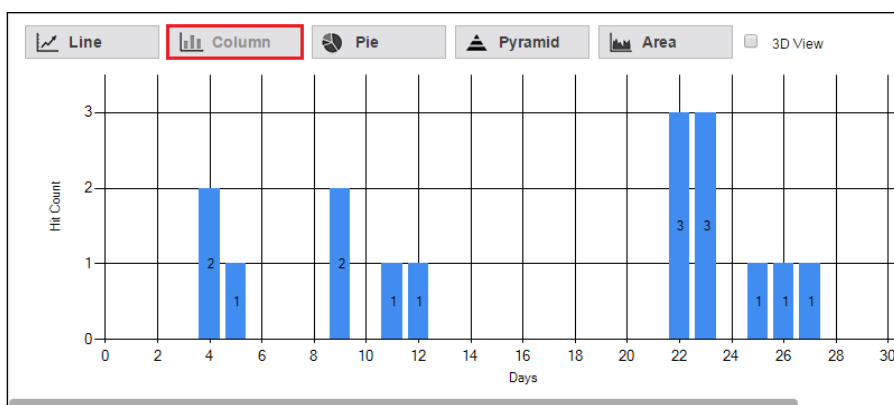 Line Column Pie Pyramid Area 3D View
3
2
1
0
Hit Count
2 1 2 1 1 3 3 1 1 1
0 2 4 6 8 10 12 14 16 18 20 22 24 26 28 30
Days